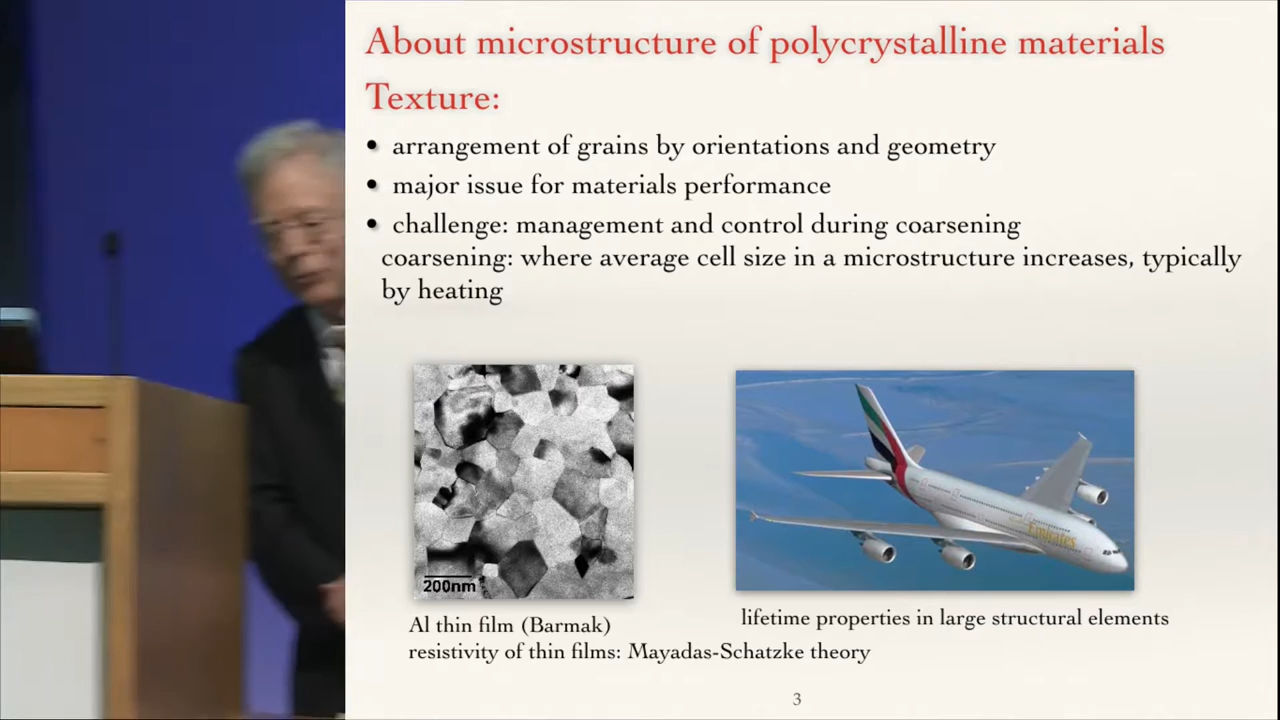 About microstructure of polycrystalline materials
Texture:
• arrangement of grains by orientations and geometry
• major issue for materials performance
• challenge: management and control during coarsening
coarsening: where average cell size in a microstructure increases, typically
by heating
200nm
Emirates
Al thin film (Barmak)
resistivity of thin films: Mayadas-Schatzke theory
lifetime properties in large structural elements
3